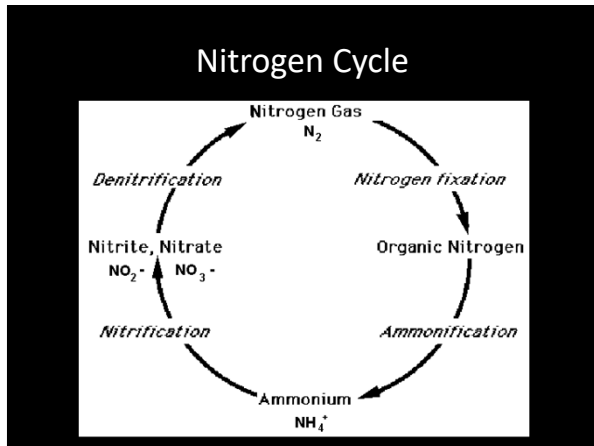 Nitrogen Cycle
Nitrogen Gas
N₂
Denitrification
Nitrogen fixation
Nitrite, Nitrate
NO₂- NO₃-
Organic Nitrogen
Nitrification
Ammonification
Ammonium
NH₄⁺